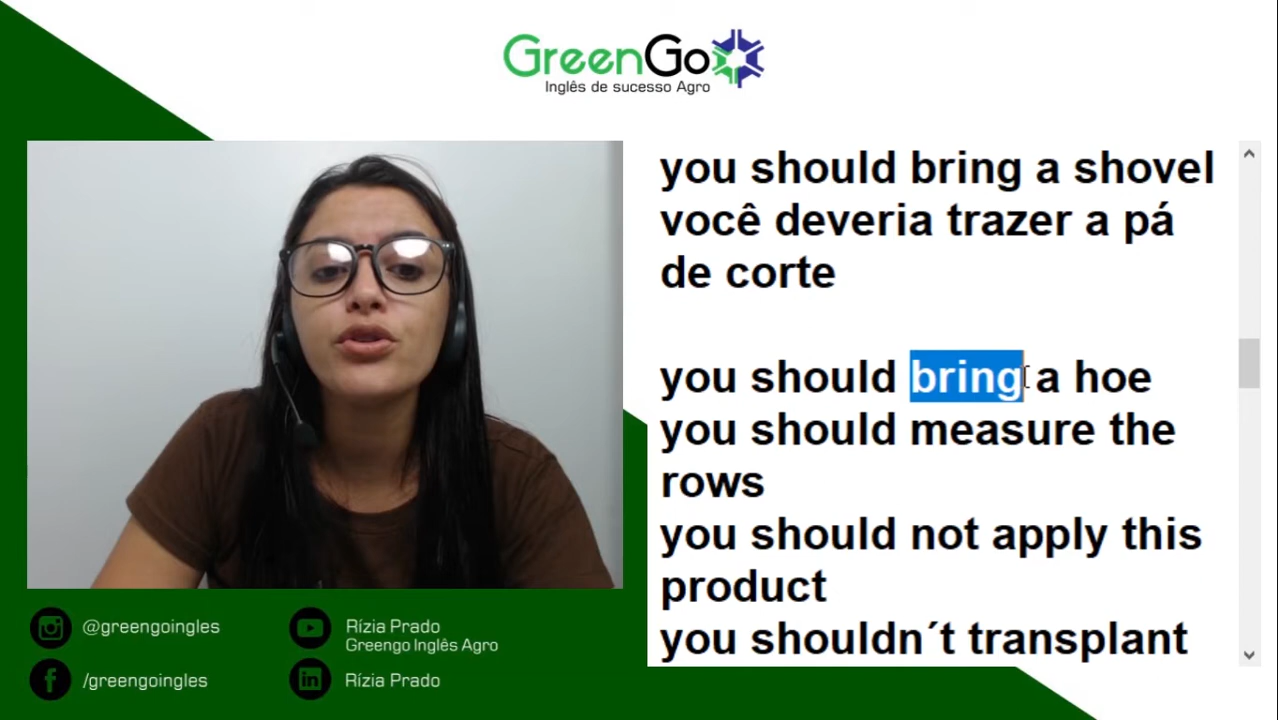 GreenGo
Inglês de sucesso Agro
you should bring a shovel
você deveria trazer a pá
de corte
you should bring a hoe
you should measure the
rows
you should not apply this
product
you shouldn´t transplant
@greengoingles
Rízia Prado
Greengo Inglês Agro
/greengoingles
Rízia Prado